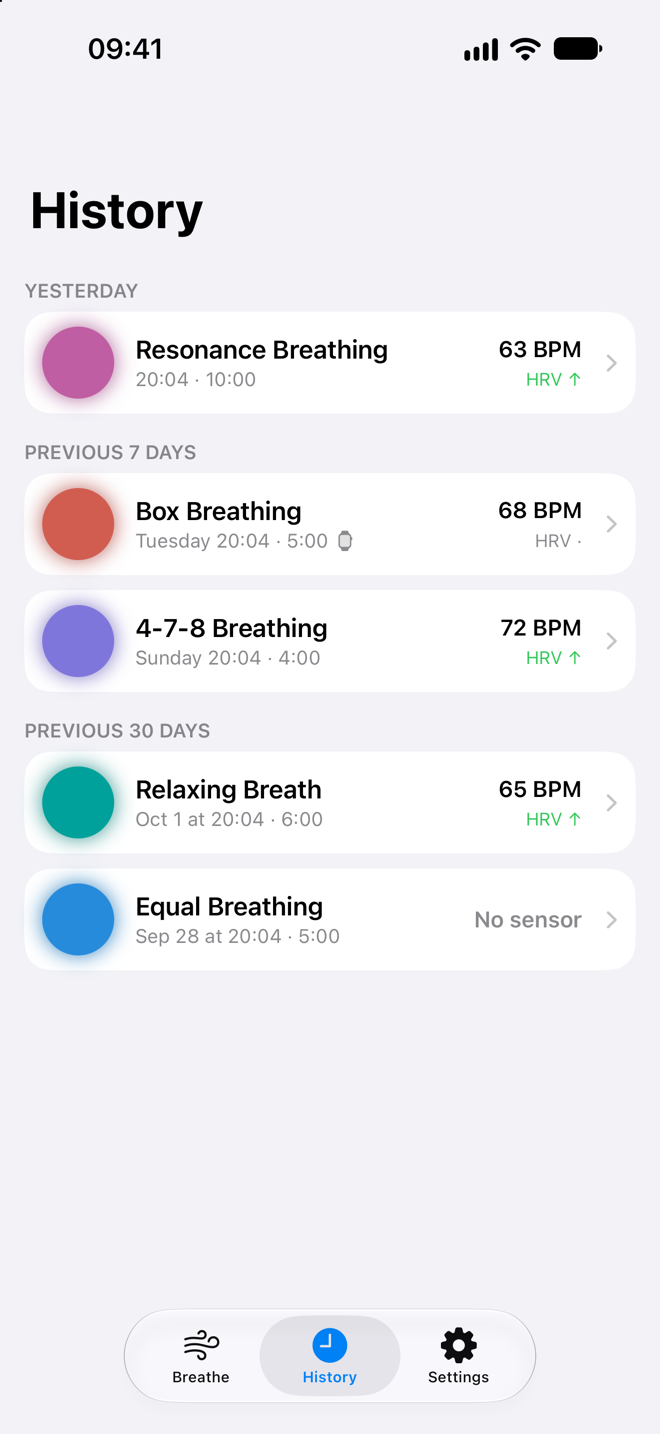 09:41
History
YESTERDAY
Resonance Breathing
63 BPM
20:04 · 10:00
HRV ↑
PREVIOUS 7 DAYS
Box Breathing
68 BPM
Tuesday 20:04 · 5:00
HRV ·
4-7-8 Breathing
72 BPM
Sunday 20:04 · 4:00
HRV ↑
PREVIOUS 30 DAYS
Relaxing Breath
65 BPM
Oct 1 at 20:04 · 6:00
HRV ↑
Equal Breathing
No sensor
Sep 28 at 20:04 · 5:00
Breathe
History
Settings